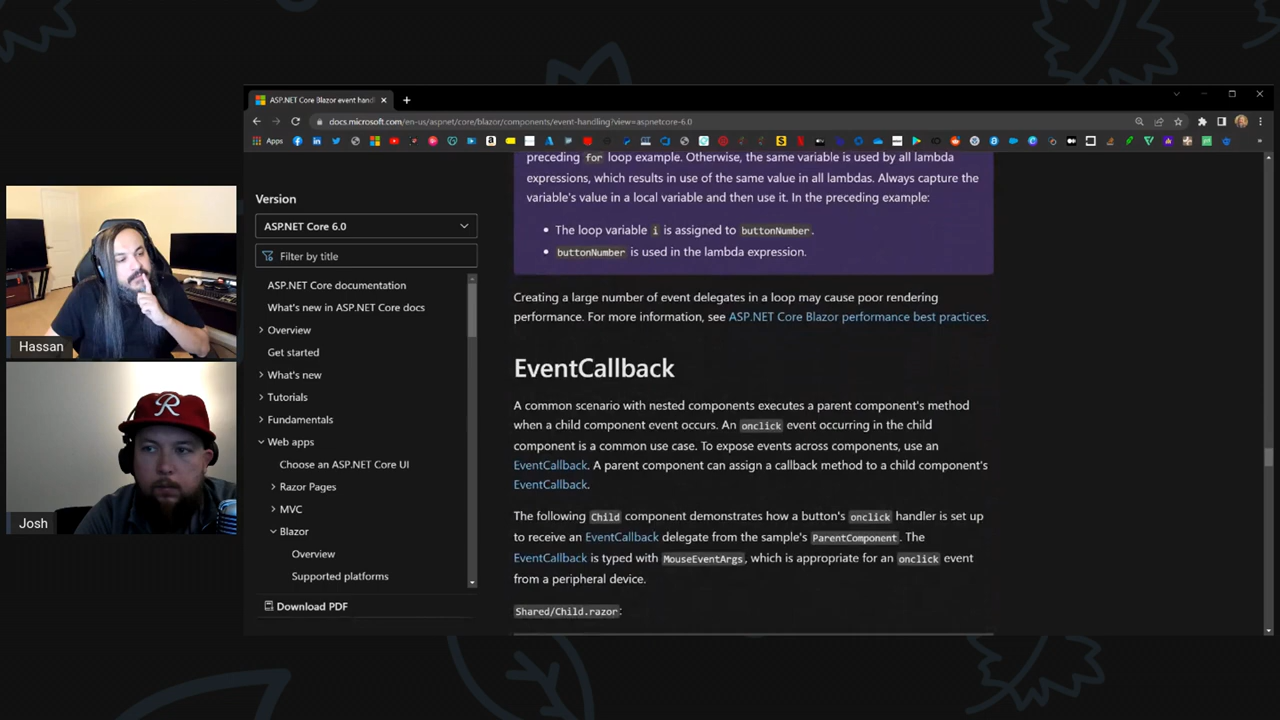 ASP.NET Core Blazor event handl
docs.microsoft.com/en-us/aspnet/core/blazor/components/event-handling?view=aspnetcore-6.0
Apps
Version
ASP.NET Core 6.0
Filter by title
ASP.NET Core documentation
What's new in ASP.NET Core docs
Overview
Get started
What's new
Tutorials
Fundamentals
Web apps
Choose an ASP.NET Core UI
Razor Pages
MVC
Blazor
Overview
Supported platforms
Download PDF
preceding for loop example. Otherwise, the same variable is used by all lambda
expressions, which results in use of the same value in all lambdas. Always capture the
variable's value in a local variable and then use it. In the preceding example:
• The loop variable i is assigned to buttonNumber.
• buttonNumber is used in the lambda expression.
Creating a large number of event delegates in a loop may cause poor rendering
performance. For more information, see ASP.NET Core Blazor performance best practices.
EventCallback
A common scenario with nested components executes a parent component's method
when a child component event occurs. An onclick event occurring in the child
component is a common use case. To expose events across components, use an
EventCallback. A parent component can assign a callback method to a child component's
EventCallback.
The following Child component demonstrates how a button's onclick handler is set up
to receive an EventCallback delegate from the sample's ParentComponent. The
EventCallback is typed with MouseEventArgs, which is appropriate for an onclick event
from a peripheral device.
Shared/Child.razor:
Hassan
R
Josh